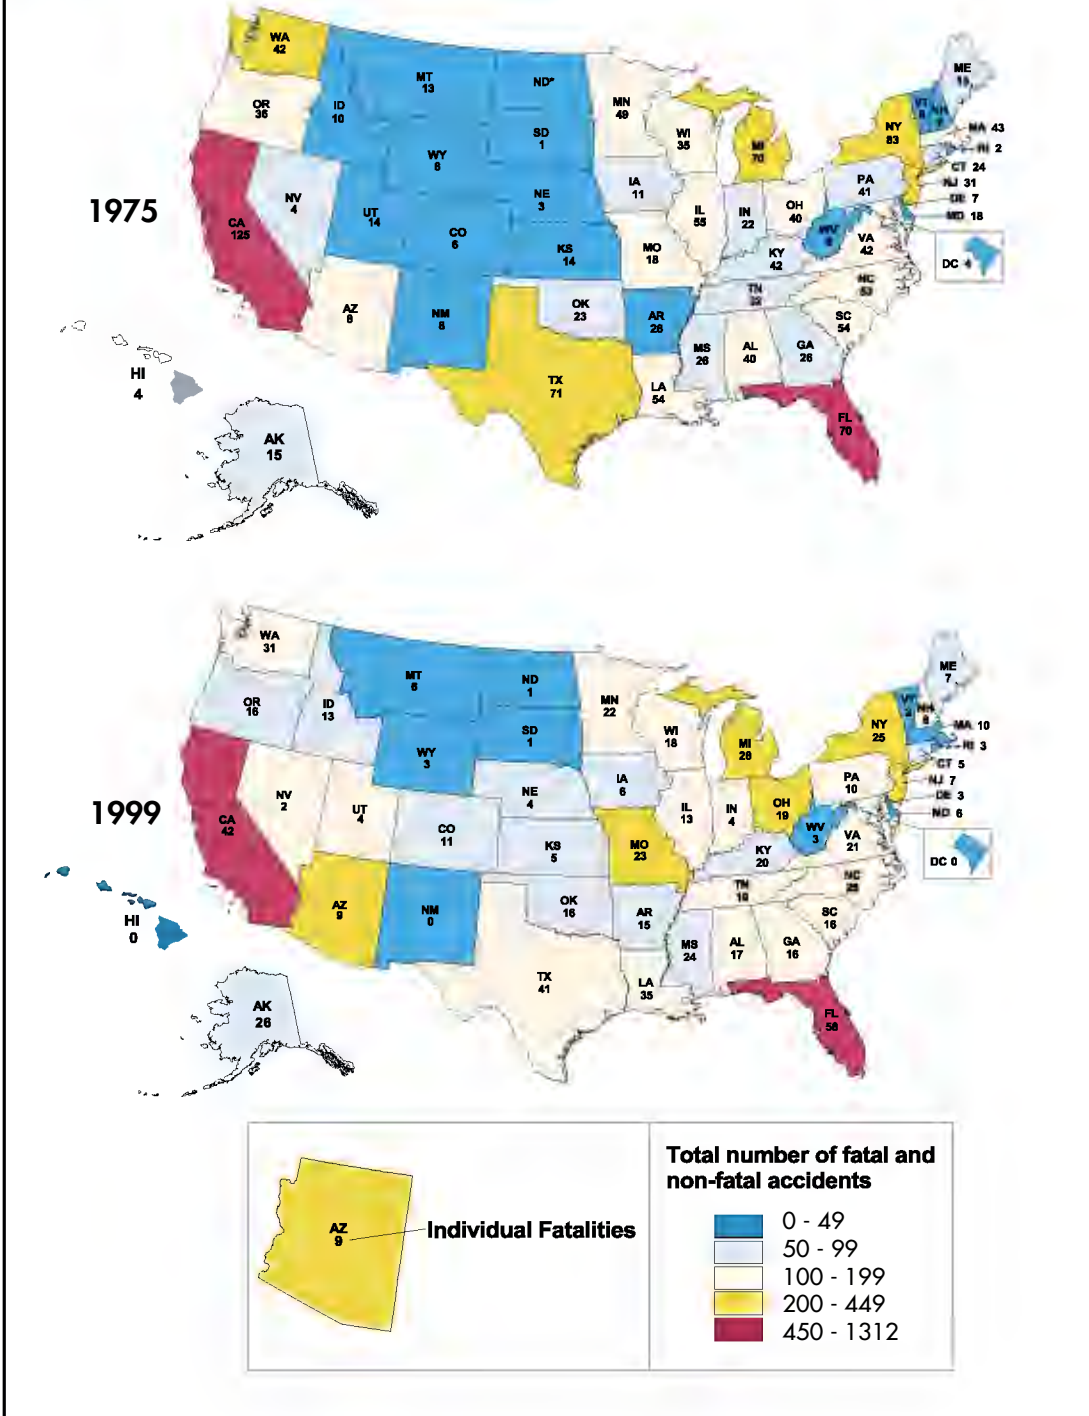 WA
42
MT
13
ND*
ME
OR
36
ID
10
MN
49
VT
NY
83
MA 43
SD
1
WI
35
MI
70
RI 2
WY
8
CT 24
IA
11
PA
41
NJ 31
1975
NV
4
NE
3
DE 7
UT
14
IL
55
IN
22
OH
40
MD 18
CA
125
CO
6
WV
VA
42
KS
14
MO
18
KY
42
DC 4
TN
NC
53
AZ
8
NM
8
OK
23
AR
26
SC
54
MS
26
AL
40
GA
26
HI
4
TX
71
LA
54
FL
70
AK
15
WA
31
MT
6
ND
1
ME
7
OR
16
ID
13
MN
22
VT
NH
NY
25
MA 10
SD
1
WI
18
MI
28
RI 3
WY
3
CT 5
IA
6
PA
10
NJ 7
1999
NV
2
UT
4
NE
4
IL
13
IN
4
OH
19
DE 3
MD 6
CA
42
CO
11
WV
3
VA
21
KS
5
MO
23
KY
20
DC 0
TN
NC
HI
0
AZ
9
NM
0
OK
16
AR
15
SC
16
MS
24
AL
17
GA
16
TX
41
LA
35
AK
26
FL
58
Total number of fatal and
non-fatal accidents
AZ
9
Individual Fatalities
0 - 49
50 - 99
100 - 199
200 - 449
450 - 1312